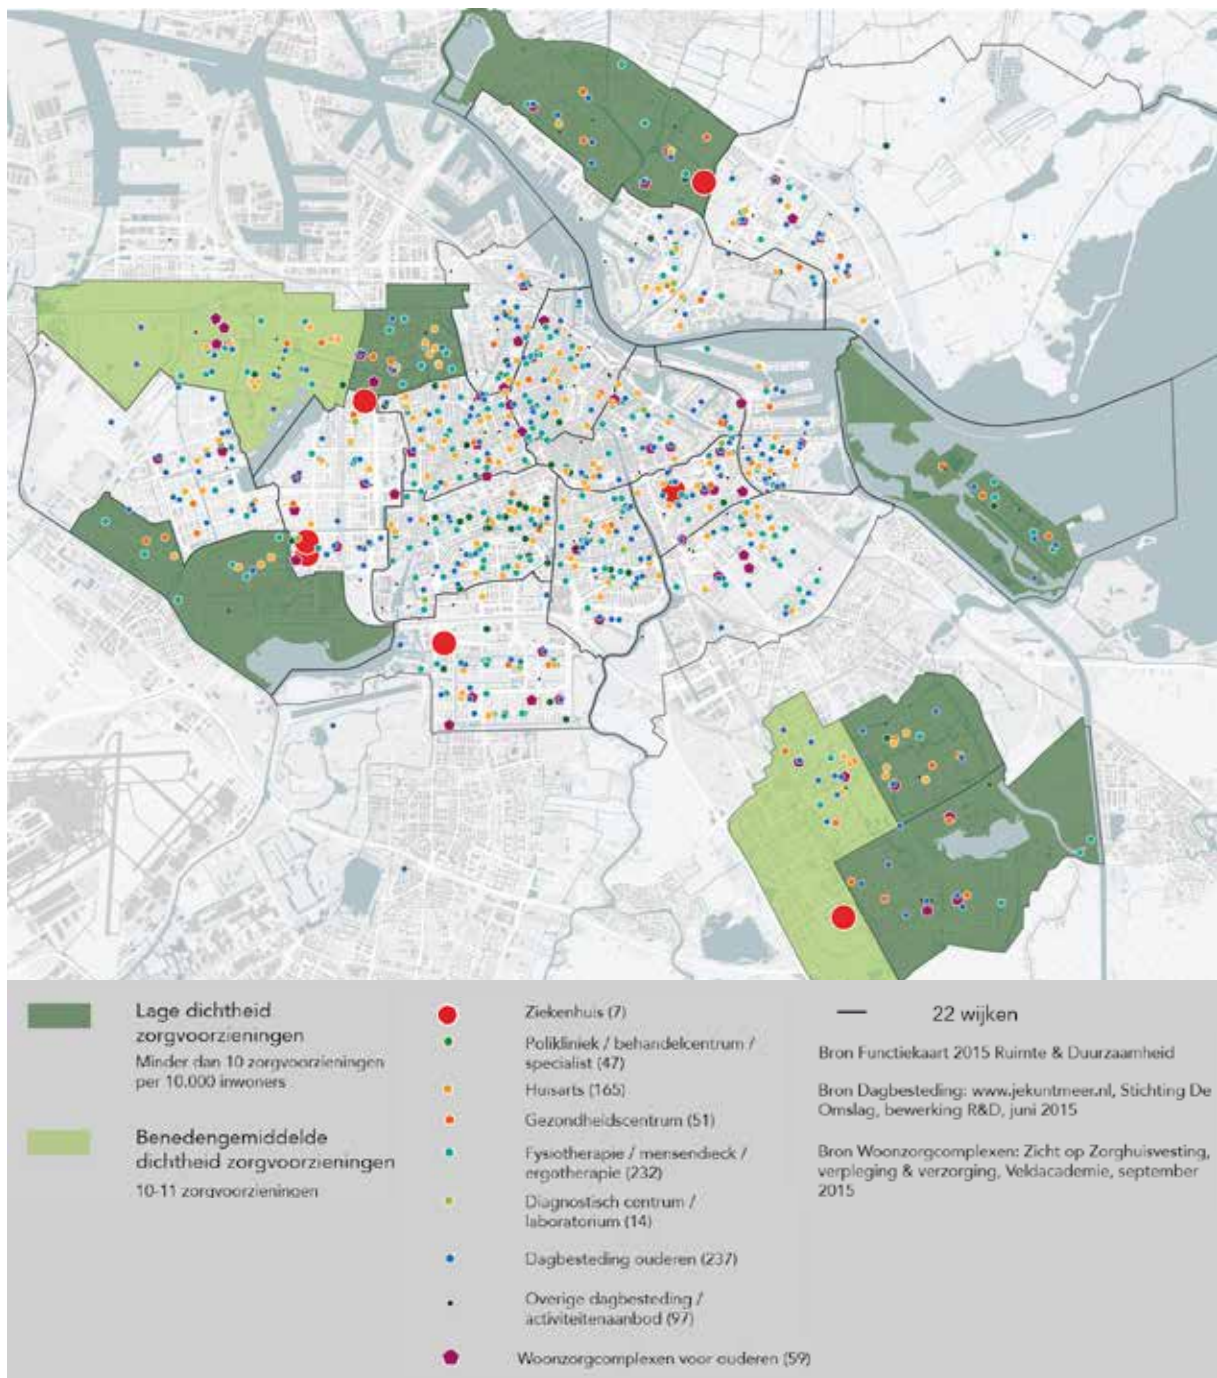 Lage dichtheid
zorgvoorzieningen
Minder dan 10 zorgvoorzieningen
per 10.000 inwoners
Benedengemiddelde
dichtheid zorgvoorzieningen
10-11 zorgvoorzieningen
Ziekenhuis (7)
Polikliniek / behandelcentrum /
specialist (47)
Huisarts (165)
Gezondheidscentrum (51)
Fysiotherapie / mensendieck /
ergotherapie (232)
Diagnostisch centrum /
laboratorium (14)
Dagbesteding ouderen (237)
Overige dagbesteding /
activiteitenaanbod (97)
Woonzorgcomplexen voor ouderen (59)
22 wijken
Bron Functiekaart 2015 Ruimte & Duurzaamheid
Bron Dagbesteding: www.jekuntmeer.nl, Stichting De
Omslag, bewerking R&D, juni 2015
Bron Woonzorgcomplexen: Zicht op Zorghuisvesting,
verpleging & verzorging, Veldacademie, september
2015